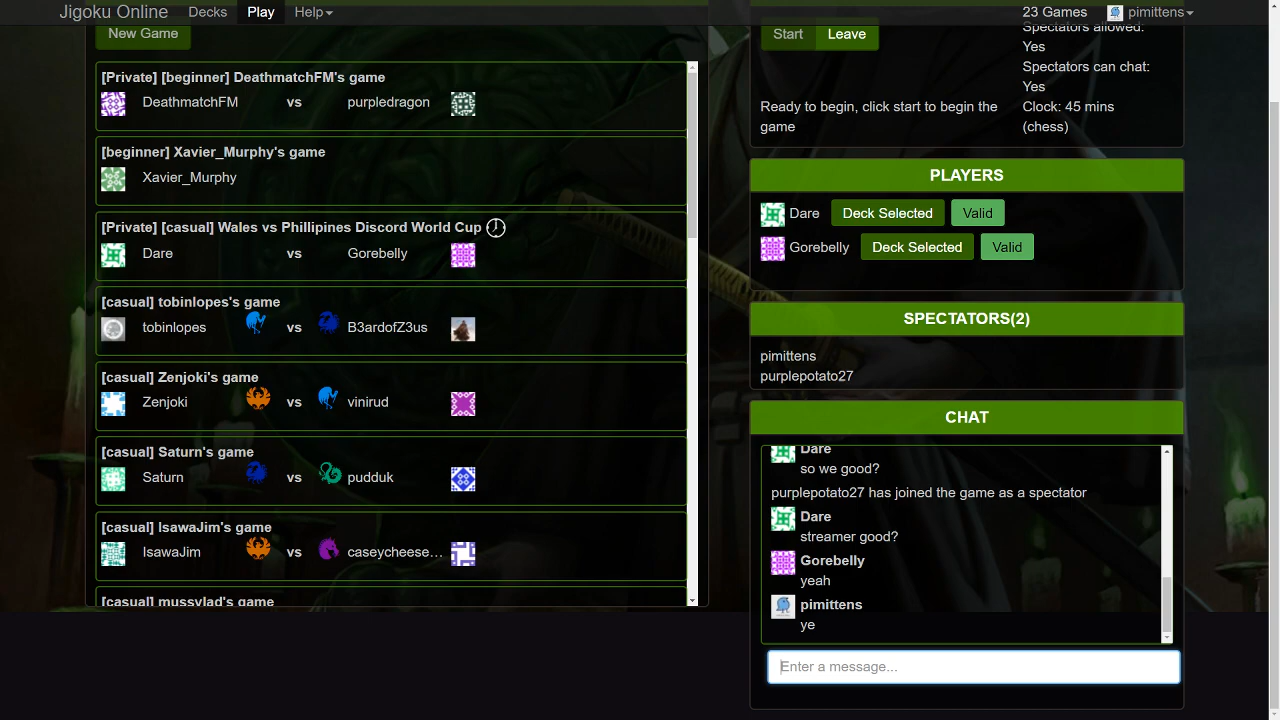 Jigoku Online Decks Play Help 23 Games pimittens
New Game
[Private] [beginner] DeathmatchFM's game
DeathmatchFM vs purpledragon
[beginner] Xavier_Murphy's game
Xavier_Murphy
[Private] [casual] Wales vs Phillipines Discord World Cup
Dare vs Gorebelly
[casual] tobinlopes's game
tobinlopes vs B3ardofZ3us
[casual] Zenjoki's game
Zenjoki vs vinirud
[casual] Saturn's game
Saturn vs pudduk
[casual] IsawaJim's game
IsawaJim vs caseycheese...
[casual] mussylad's game
Start Leave
Spectators allowed:
Yes
Spectators can chat:
Yes
Clock: 45 mins
(chess)
Ready to begin, click start to begin the
game
PLAYERS
Dare Deck Selected Valid
Gorebelly Deck Selected Valid
SPECTATORS(2)
pimittens
purplepotato27
CHAT
Dare
so we good?
purplepotato27 has joined the game as a spectator
Dare
streamer good?
Gorebelly
yeah
pimittens
ye
Enter a message...